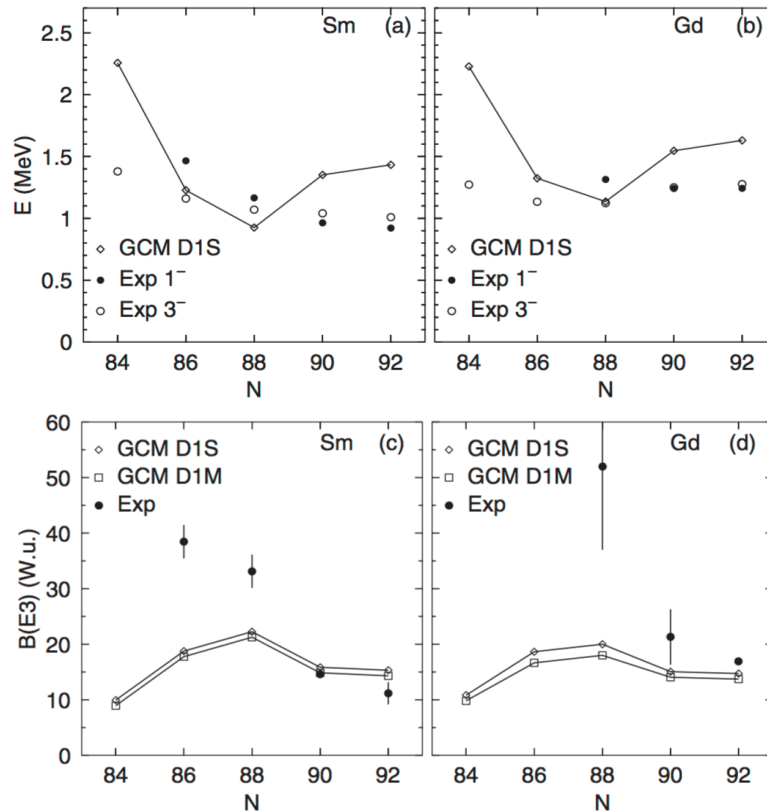 Sm (a)
E (MeV)
3
2.5
2
1.5
1
0.5
0
GCM D1S
Exp 1⁻
Exp 3⁻
84 86 88 90 92
N
Gd (b)
GCM D1S
Exp 1⁻
Exp 3⁻
84 86 88 90 92
N
Sm (c)
B(E3) (W.u.)
60
50
40
30
20
10
0
GCM D1S
GCM D1M
Exp
84 86 88 90 92
N
Gd (d)
GCM D1S
GCM D1M
Exp
84 86 88 90 92
N